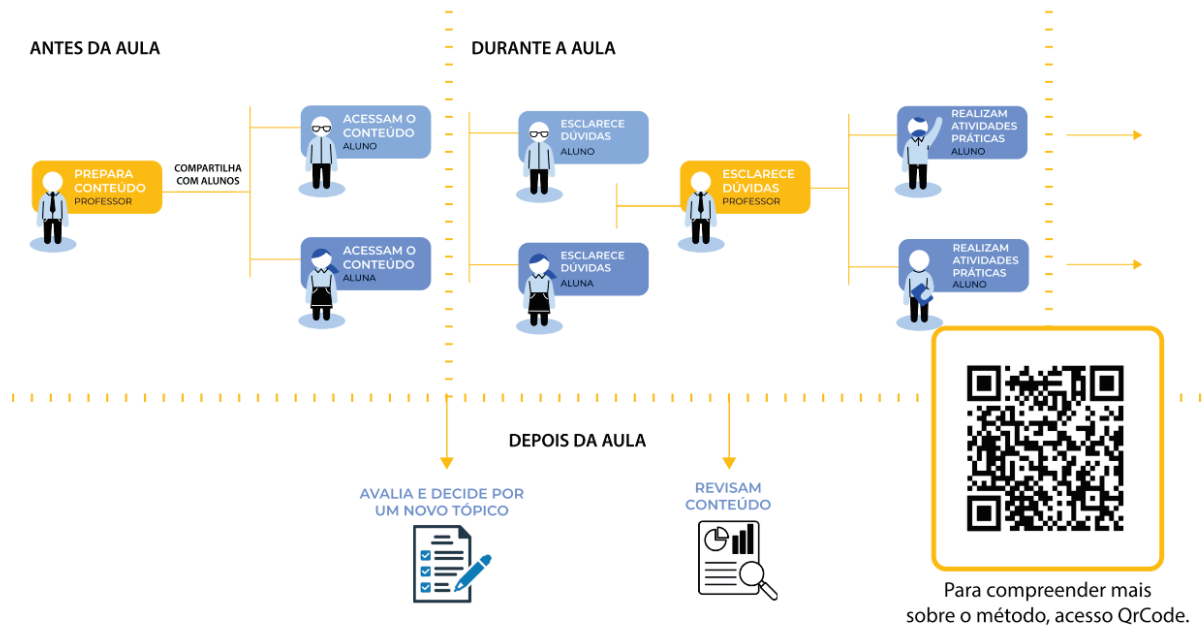 ANTES DA AULA
PREPARA
CONTEÚDO
PROFESSOR
COMPARTILHA
COM ALUNOS
ACESSAM O
CONTEÚDO
ALUNO
ACESSAM O
CONTEÚDO
ALUNA
DURANTE A AULA
ESCLARECE
DÚVIDAS
ALUNO
ESCLARECE
DÚVIDAS
ALUNA
ESCLARECE
DÚVIDAS
PROFESSOR
REALIZAM
ATIVIDADES
PRÁTICAS
ALUNO
REALIZAM
ATIVIDADES
PRÁTICAS
ALUNO
DEPOIS DA AULA
AVALIA E DECIDE POR
UM NOVO TÓPICO
REVISAM
CONTEÚDO
Para compreender mais
sobre o método, acesso QrCode.